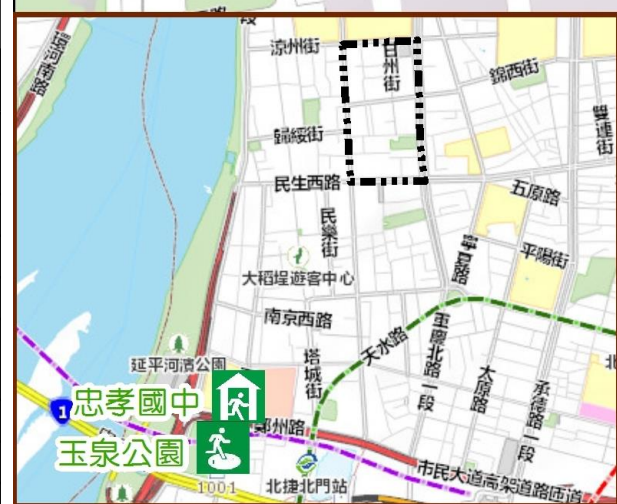 環河南路
涼州街
甘州街
錦西街
雙連街
歸綏街
民生西路
五原路
民樂街
寧夏路
平陽街
大稻埕遊客中心
南京西路
天水路
重慶北路一段
太原路
承德路一段
塔城街
延平河濱公園
忠孝國中
1
鄭州路
玉泉公園
市民大道高架道路匝道
1001
北捷北門站
北